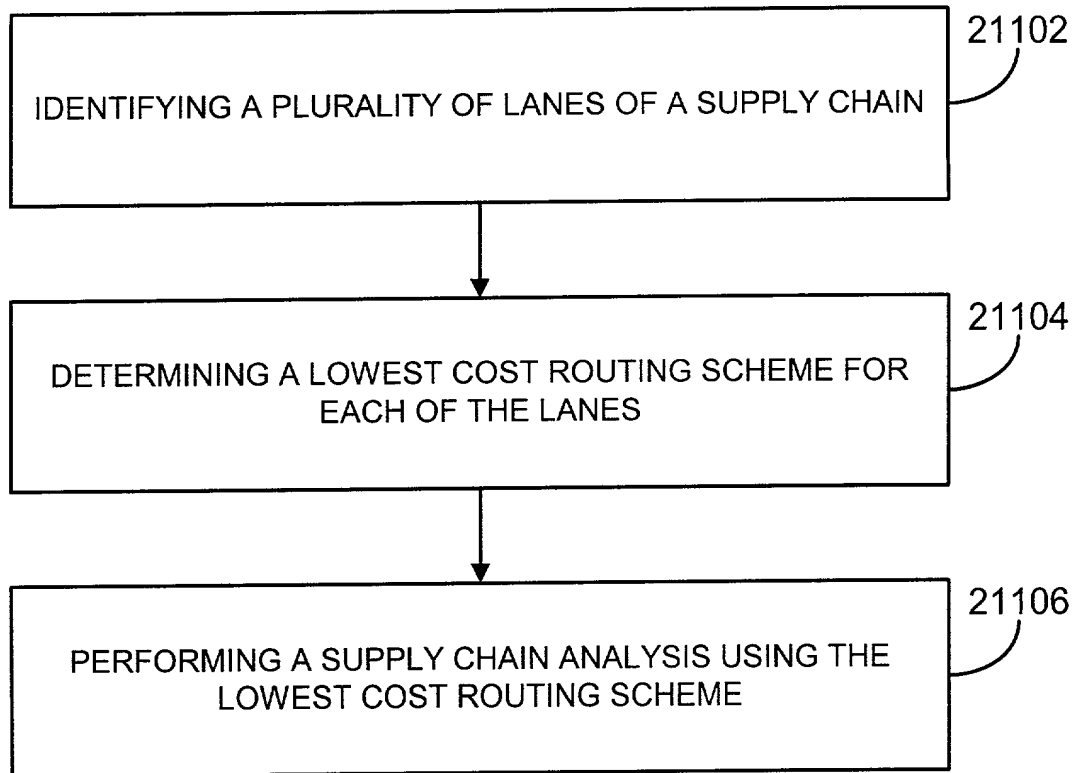 21102
IDENTIFYING A PLURALITY OF LANES OF A SUPPLY CHAIN
21104
DETERMINING A LOWEST COST ROUTING SCHEME FOR
EACH OF THE LANES
21106
PERFORMING A SUPPLY CHAIN ANALYSIS USING THE
LOWEST COST ROUTING SCHEME